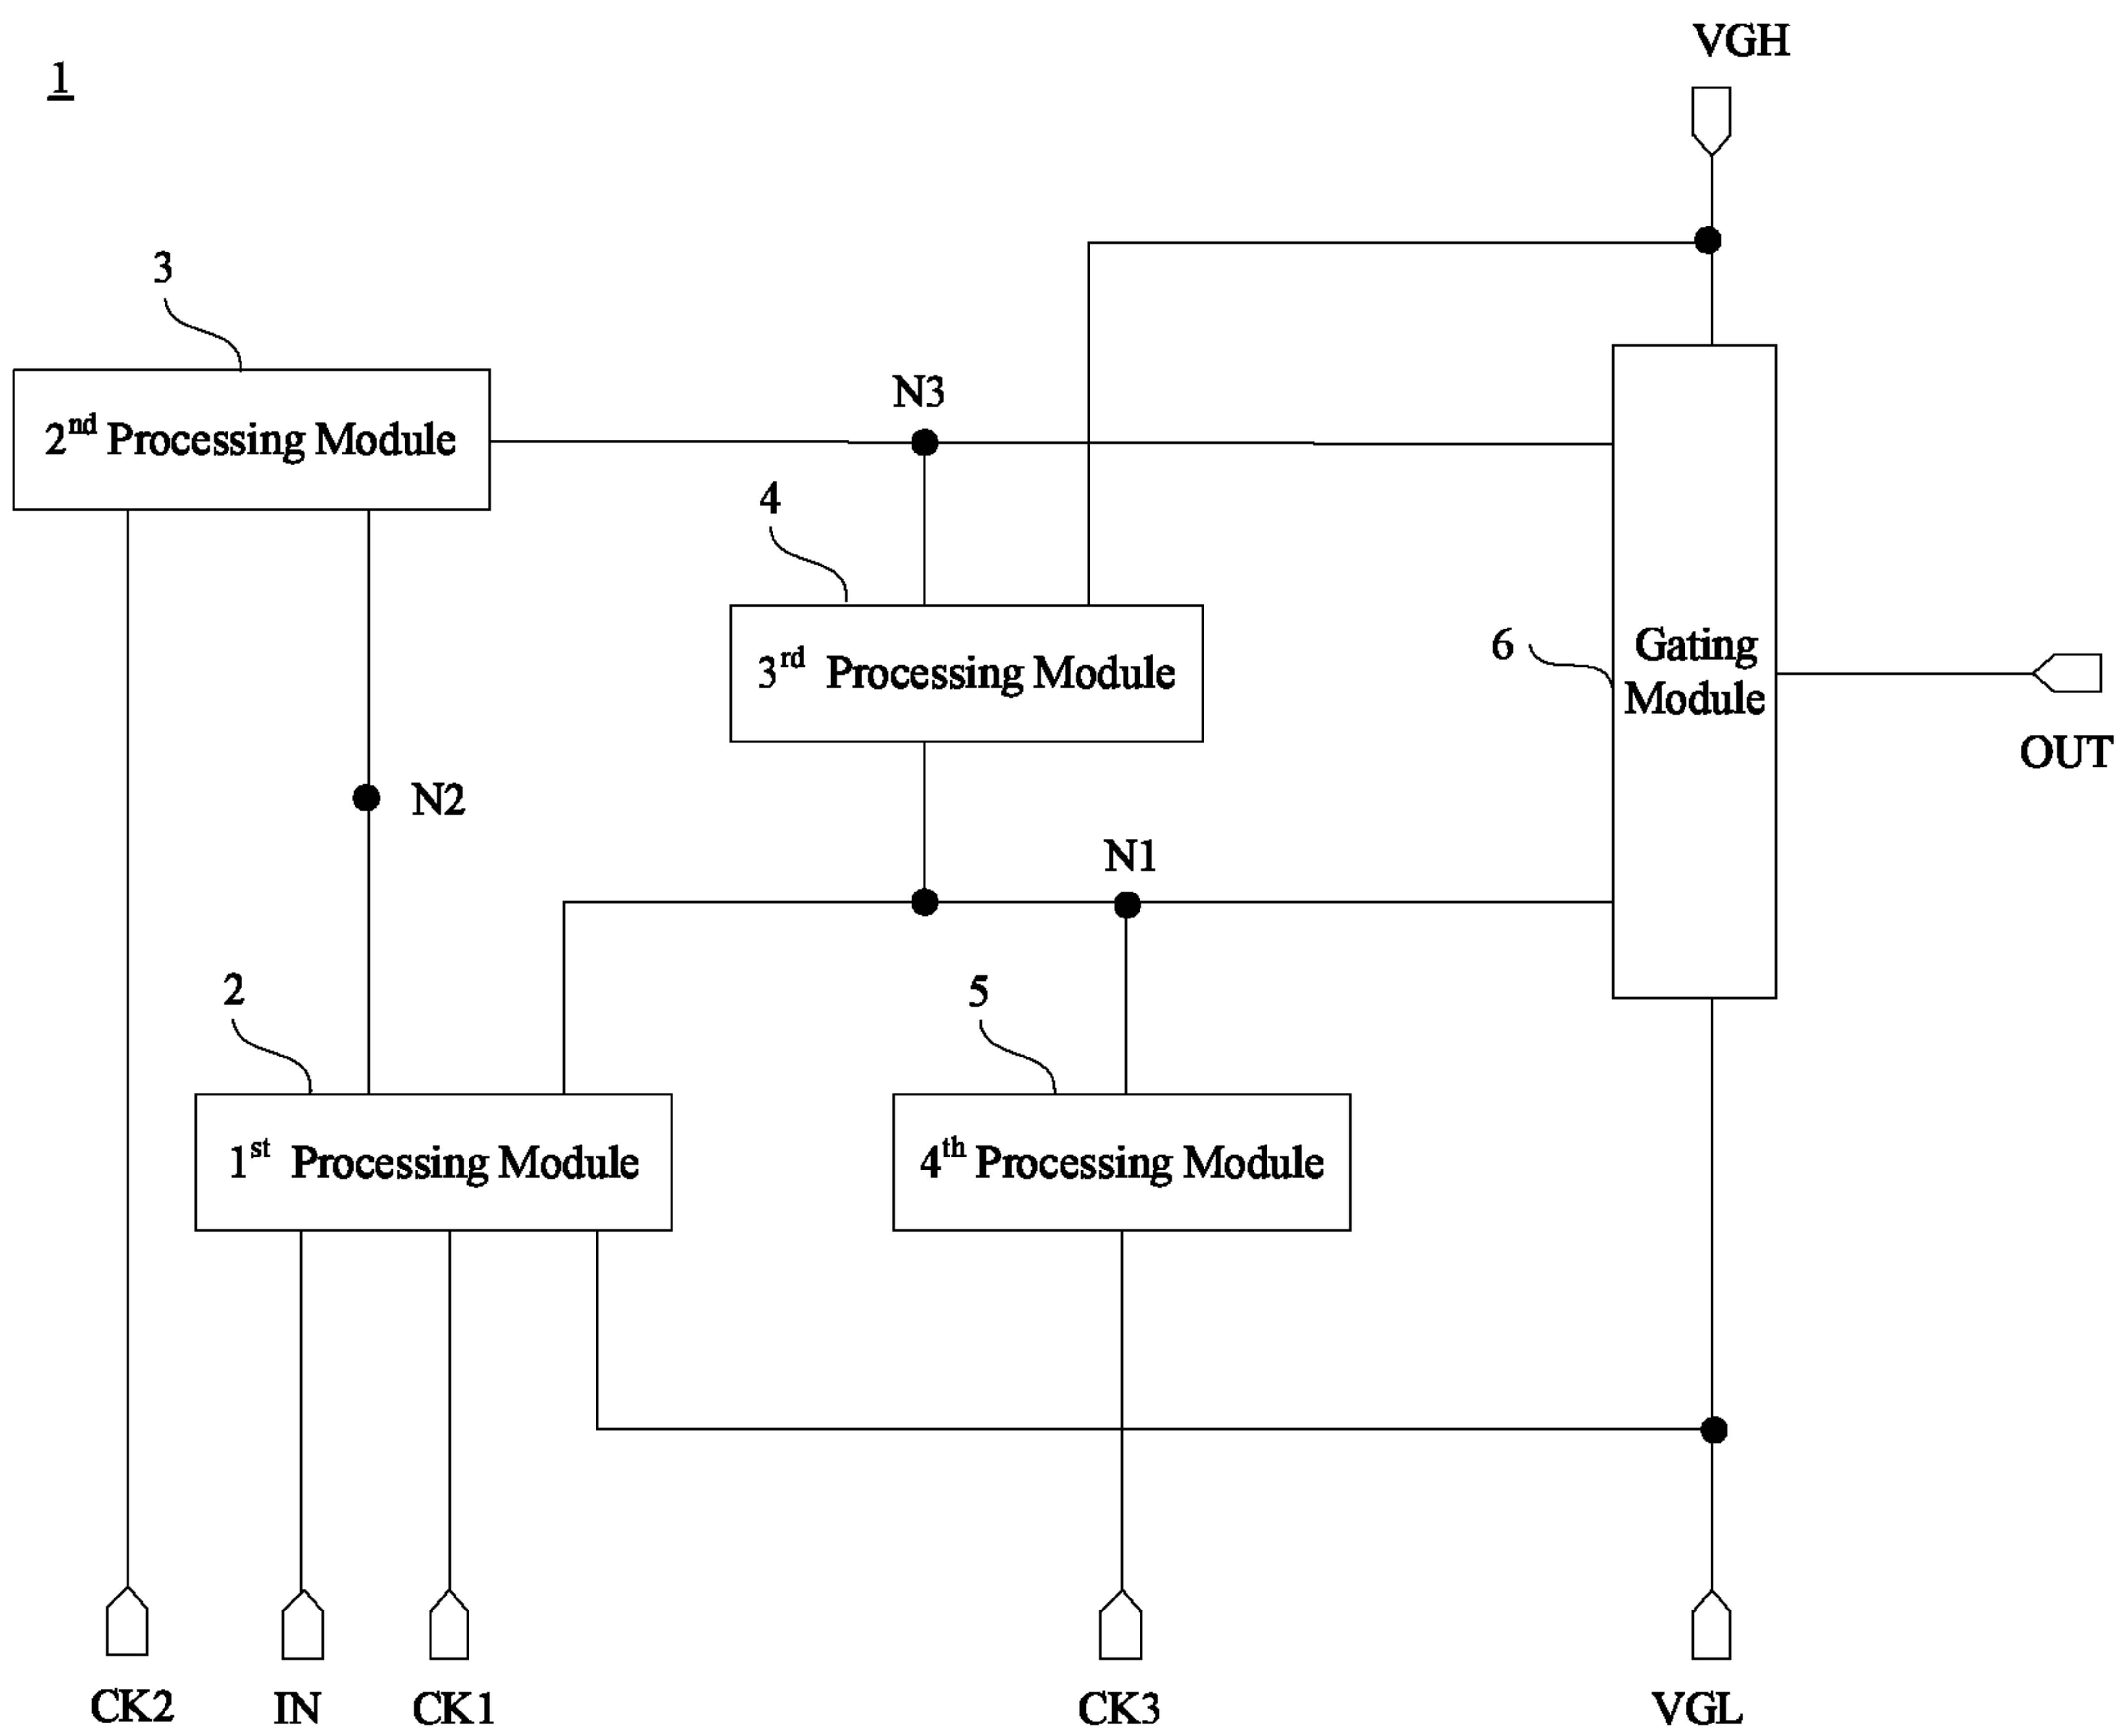 VGH
1
3
2nd Processing Module
N3
4
3rd Processing Module
6
Gating
Module
OUT
N2
N1
2
5
1st Processing Module
4th Processing Module
CK2
IN
CK1
CK3
VGL